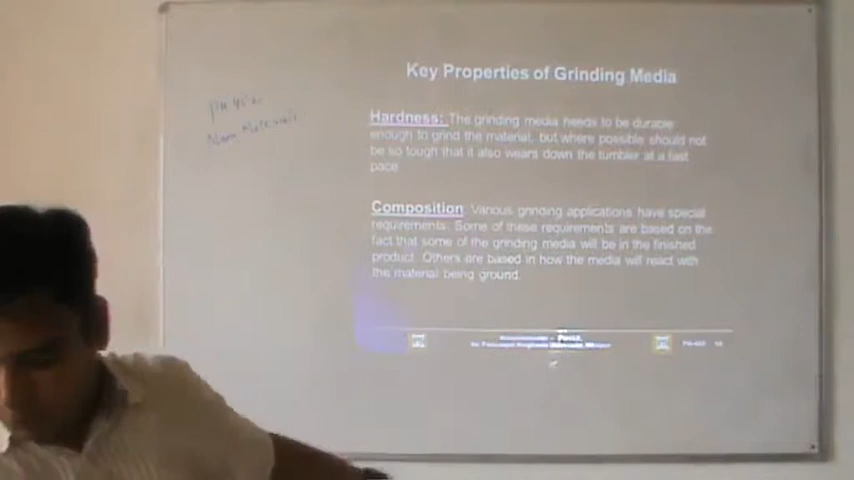 Key Properties of Grinding Media
Hardness: The grinding media needs to be durable
enough to grind the material, but where possible should not
be so tough that it also wears down the tumbler at a fast
pace
Composition: Various grinding applications have special
requirements. Some of these requirements are based on the
fact that some of the grinding media will be in the finished
product. Others are based in how the media will react with
the material being ground.